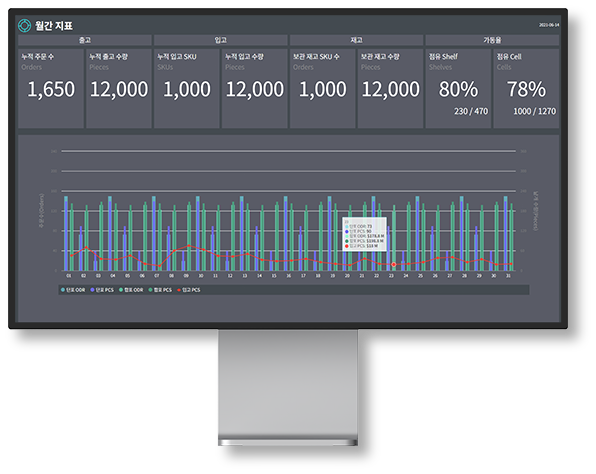 월간 지표
2021-06-14
출고
입고
재고
가동율
누적 주문 수
Orders
1,650
누적 출고 수량
Pieces
12,000
누적 입고 SKU
SKUs
1,000
누적 입고 수량
Pieces
12,000
보관 재고 SKU 수
Orders
1,000
보관 재고 수량
Pieces
12,000
점유 Shelf
Shelves
80%
230 / 470
점유 Cell
Cells
78%
1000 / 1270
01 02 03 04 05 06 07 08 09 10 11 12 13 14 15 16 17 18 19 20 21 22 23 24 25 26 27 28 29 30 31
단포 ODR 단포 PCS 합포 ODR 합포 PCS 입고 PCS